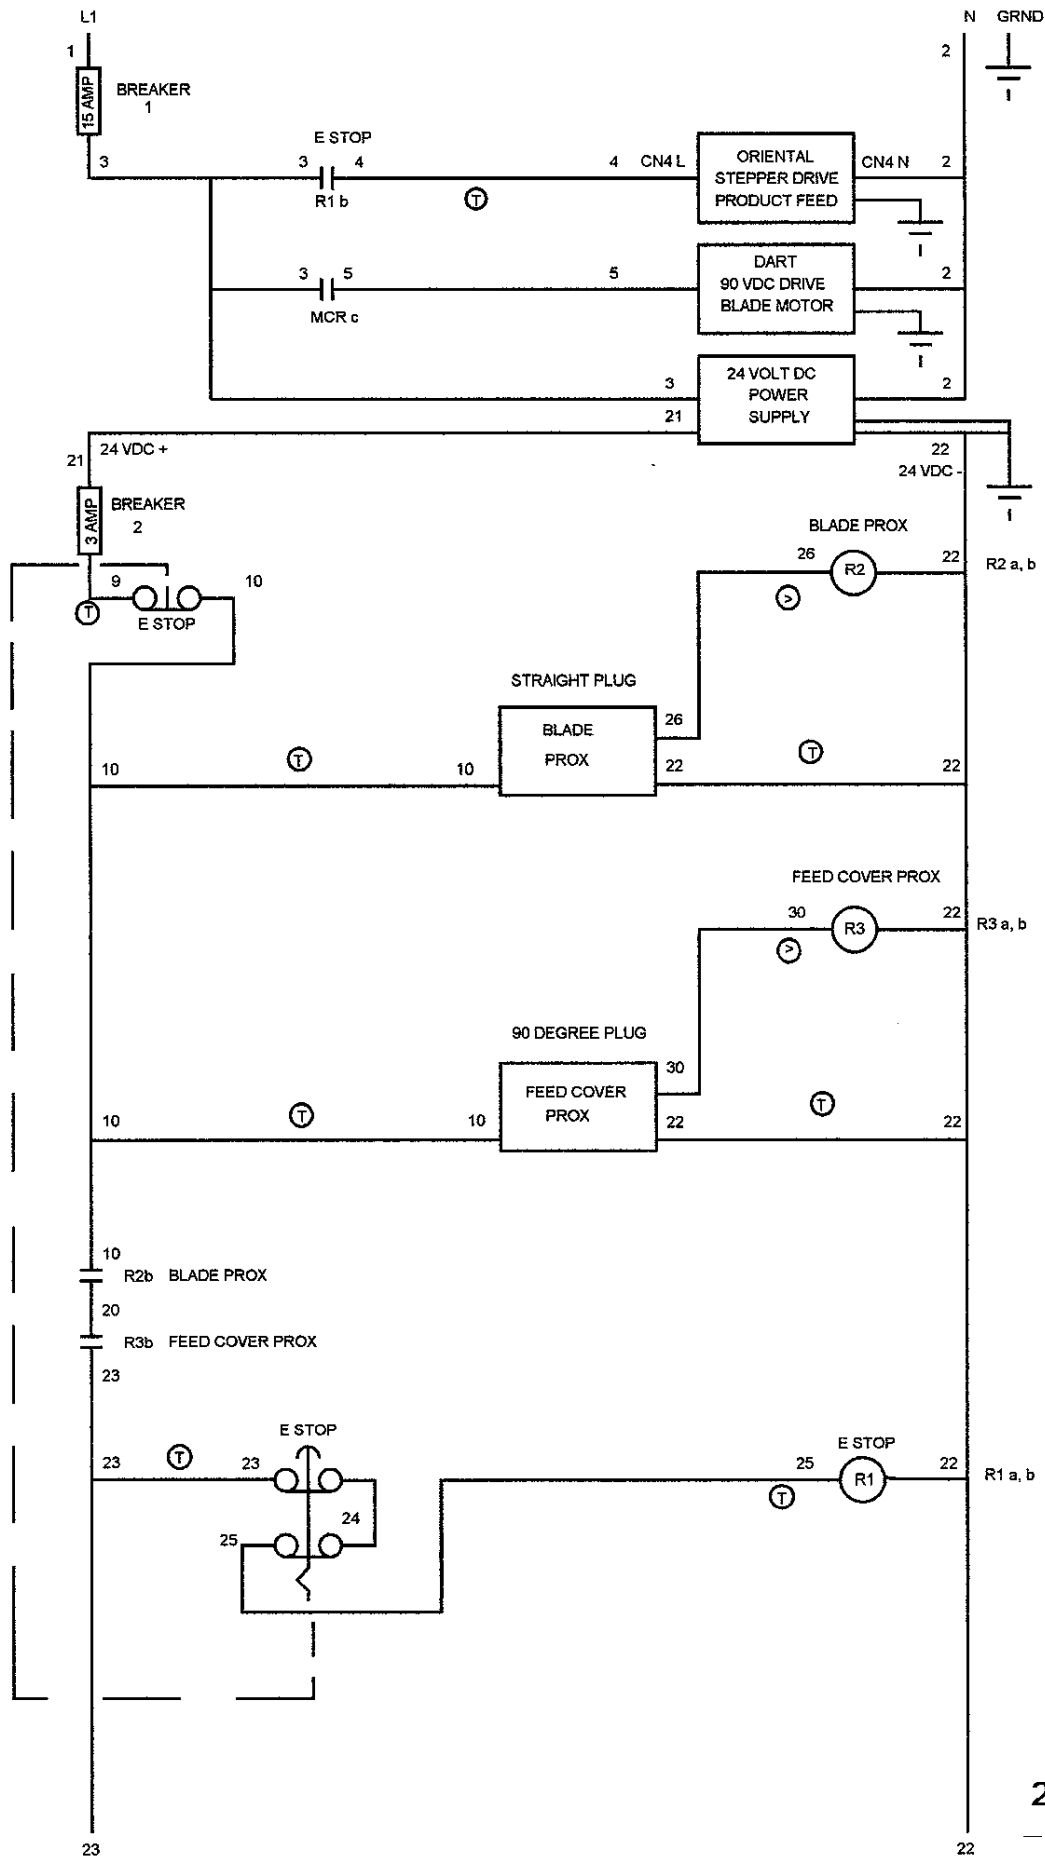 L1
N GRND
1
2
15 AMP
BREAKER
1
E STOP
3
3 4
4 CN4 L
ORIENTAL
STEPPER DRIVE
PRODUCT FEED
CN4 N 2
R1 b
T
3 5
5
DART
90 VDC DRIVE
BLADE MOTOR
2
MCR c
3
21
24 VOLT DC
POWER
SUPPLY
2
22
24 VDC -
21
24 VDC +
3 AMP
BREAKER
2
BLADE PROX
26
R2
22
R2 a, b
>
9
10
T
E STOP
STRAIGHT PLUG
BLADE
PROX
26
22
10
T
10
T
22
FEED COVER PROX
30
R3
22
R3 a, b
>
90 DEGREE PLUG
FEED COVER
PROX
30
22
10
T
10
T
22
10
R2b BLADE PROX
20
R3b FEED COVER PROX
23
E STOP
23
T
23
24
25
E STOP
25
R1
22
R1 a, b
T
2
23
22